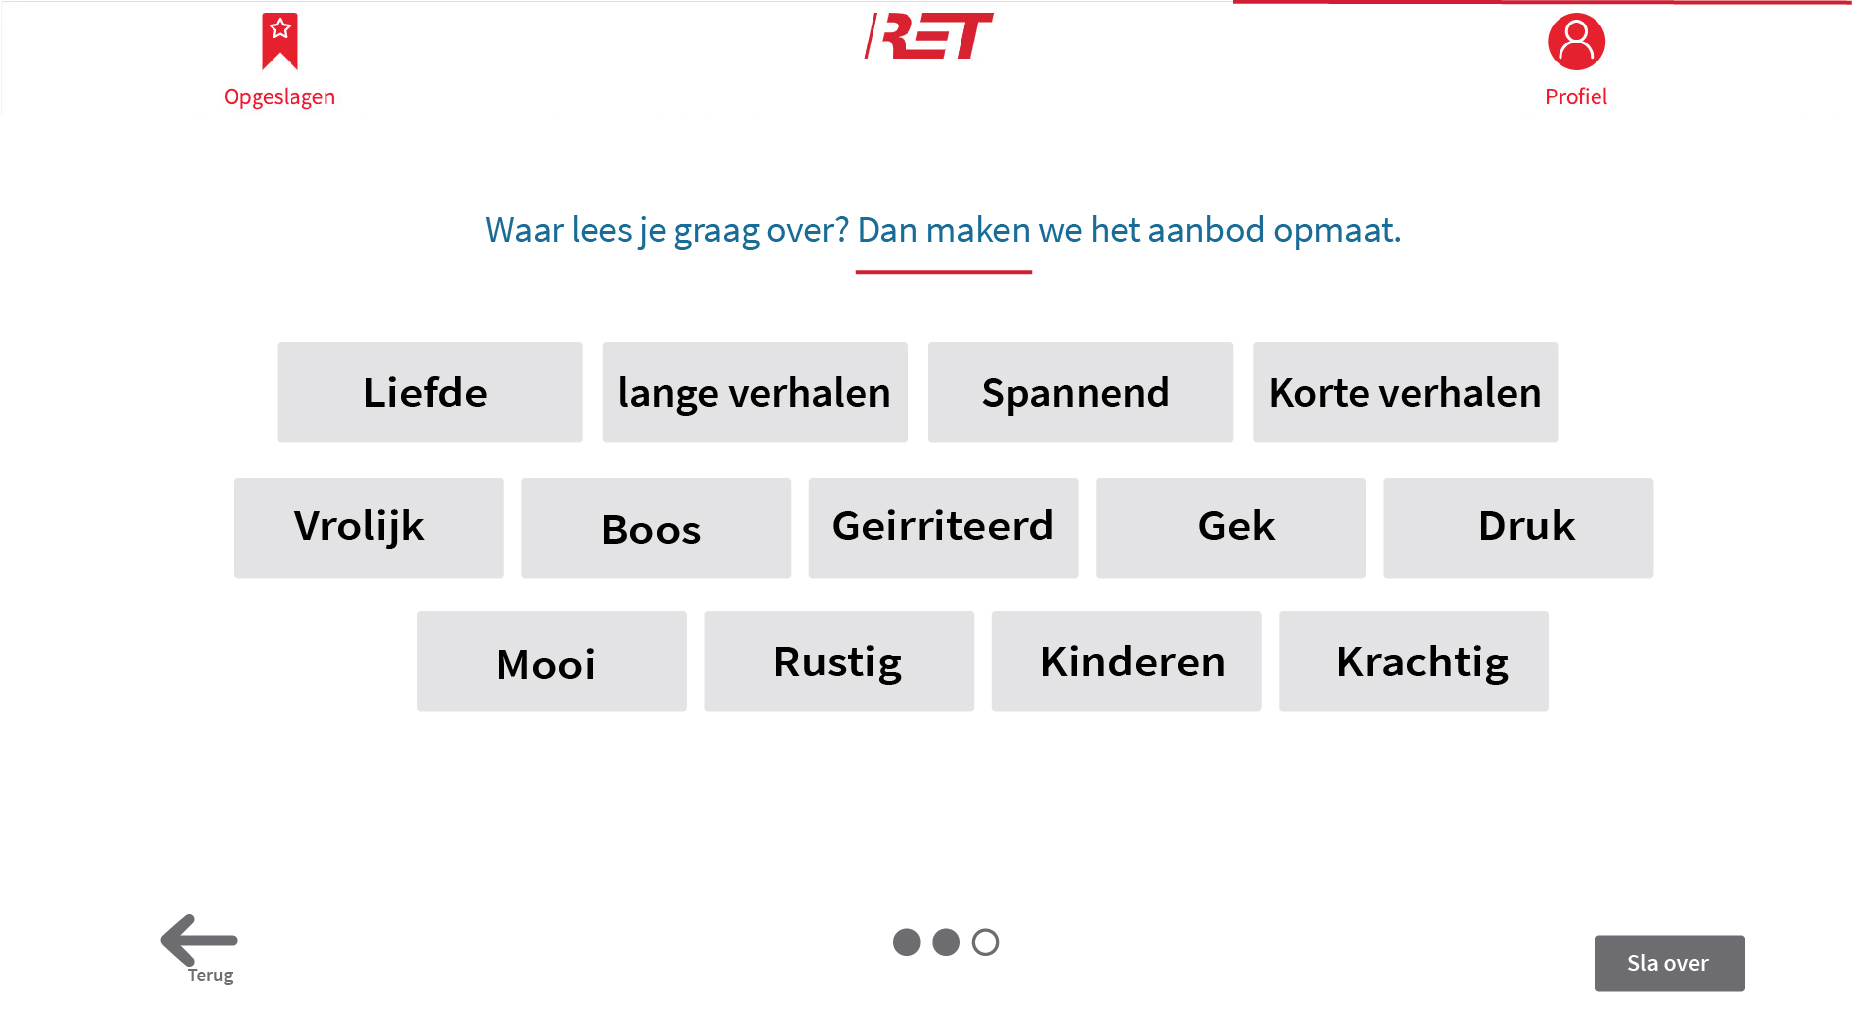 RET
Opgeslagen
Profiel
Waar lees je graag over? Dan maken we het aanbod opmaat.
Liefde
lange verhalen
Spannend
Korte verhalen
Vrolijk
Boos
Geirriteerd
Gek
Druk
Mooi
Rustig
Kinderen
Krachtig
Terug
Sla over